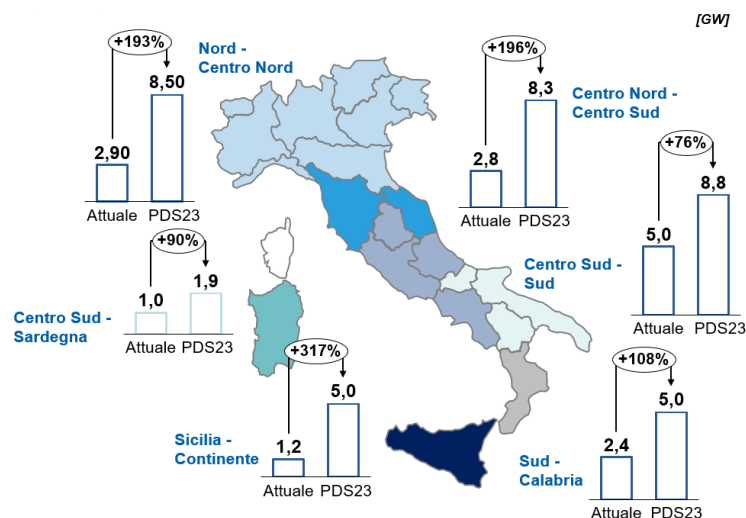 [GW]
Nord -
Centro Nord
+193%
8,50
2,90
Attuale PDS23
+196%
8,3
2,8
Attuale PDS23
Centro Nord -
Centro Sud
+76%
8,8
5,0
Attuale PDS23
Centro Sud -
Sud
+90%
1,9
1,0
Attuale PDS23
Centro Sud -
Sardegna
+317%
5,0
1,2
Attuale PDS23
Sicilia -
Continente
+108%
5,0
2,4
Attuale PDS23
Sud -
Calabria